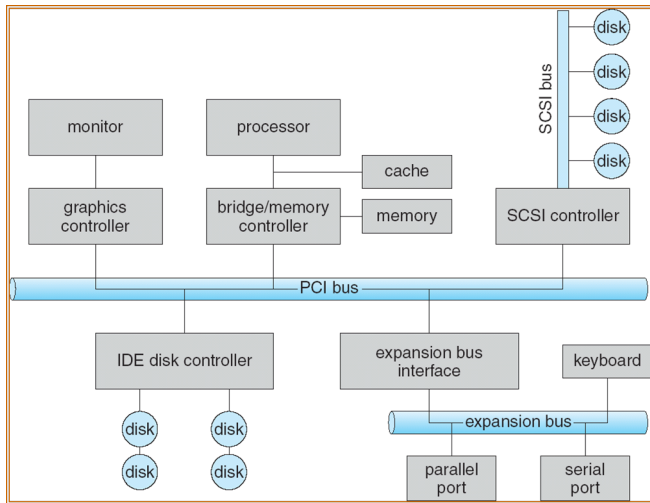 disk
disk
disk
disk
SCSI bus
monitor
processor
cache
graphics
controller
bridge/memory
controller
memory
SCSI controller
PCI bus
IDE disk controller
expansion bus
interface
keyboard
disk
disk
disk
disk
expansion bus
parallel
port
serial
port